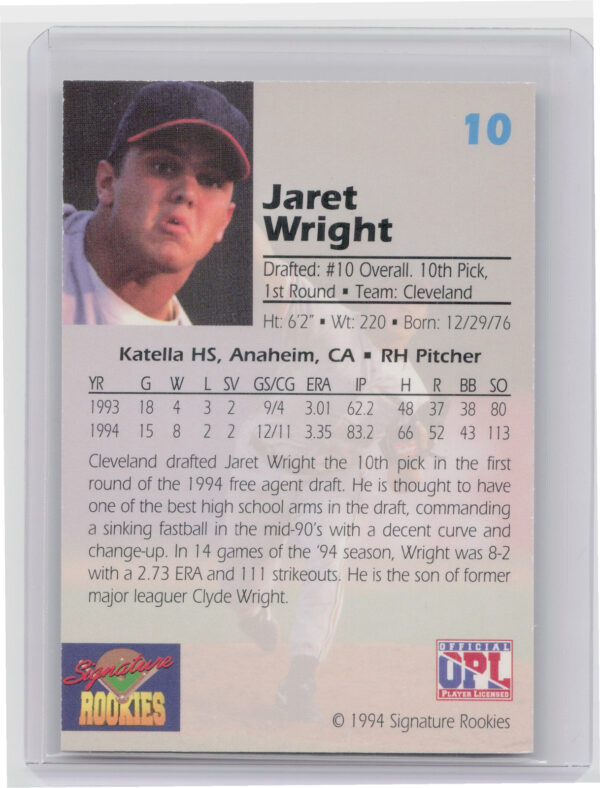 10
Jaret
Wright
Drafted: #10 Overall. 10th Pick,
1st Round ▪ Team: Cleveland
Ht: 6'2" ▪ Wt: 220 ▪ Born: 12/29/76
Katella HS, Anaheim, CA ▪ RH Pitcher
YR G W L SV GS/CG ERA IP H R BB SO
1993 18 4 3 2 9/4 3.01 62.2 48 37 38 80
1994 15 8 2 2 12/11 3.35 83.2 66 52 43 113
Cleveland drafted Jaret Wright the 10th pick in the first
round of the 1994 free agent draft. He is thought to have
one of the best high school arms in the draft, commanding
a sinking fastball in the mid-90's with a decent curve and
change-up. In 14 games of the '94 season, Wright was 8-2
with a 2.73 ERA and 111 strikeouts. He is the son of former
major leaguer Clyde Wright.
Signature
ROOKIES
OFFICIAL
OPL
PLAYER LICENSED
© 1994 Signature Rookies